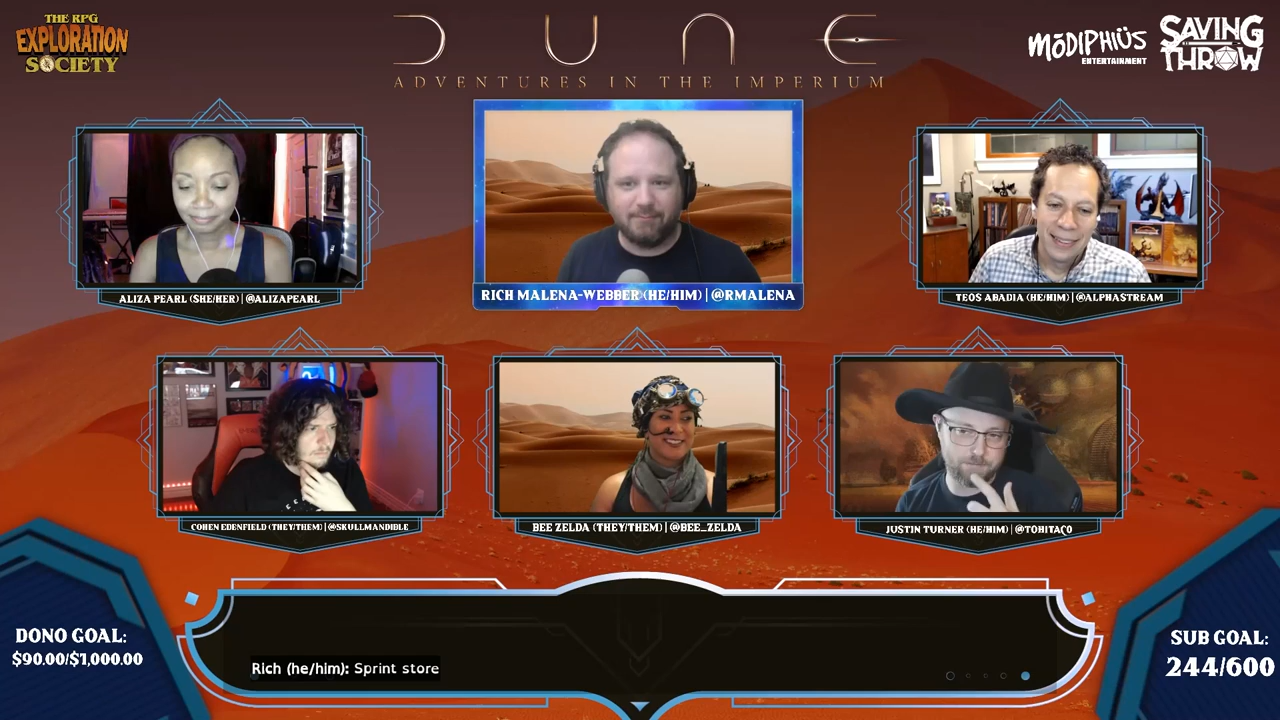 THE RPG
EXPLORATION
SOCIETY
DUNE
ADVENTURES IN THE IMPERIUM
MŌDIPHIÜS
ENTERTAINMENT
SAVING
THROW
ALIZA PEARL (SHE/HER) | @ALIZAPEARL
RICH MALENA-WEBBER (HE/HIM) | @RMALENA
TEOS ABADIA (HE/HIM) | @ALPHASTREAM
COHEN EDENFIELD (THEY/THEM) | @SKULLMANDIBLE
BEE ZELDA (THEY/THEM) | @BEE_ZELDA
JUSTIN TURNER (HE/HIM) | @TOHITACO
DONO GOAL:
$90.00/$1,000.00
Rich (he/him): Sprint store
SUB GOAL:
244/600